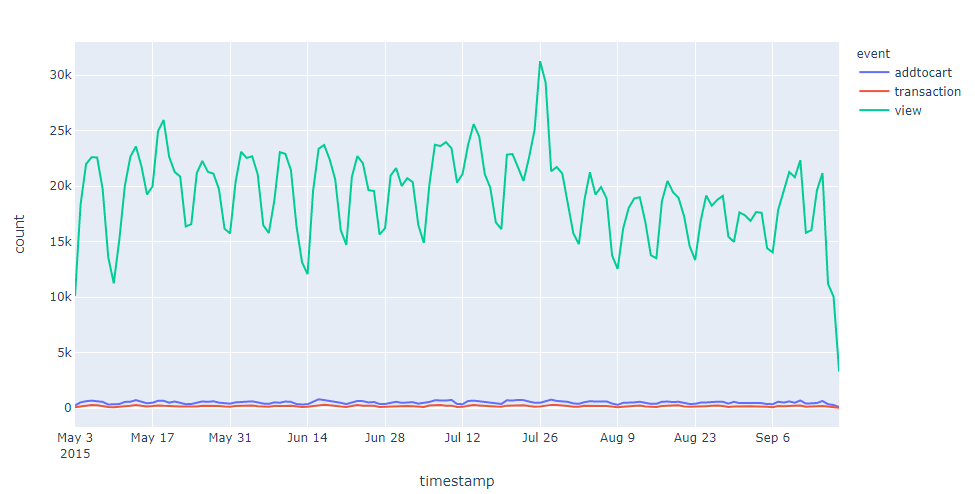 event
addtocart
transaction
view
count
30k
25k
20k
15k
10k
5k
0
May 3 May 17 May 31 Jun 14 Jun 28 Jul 12 Jul 26 Aug 9 Aug 23 Sep 6
2015
timestamp